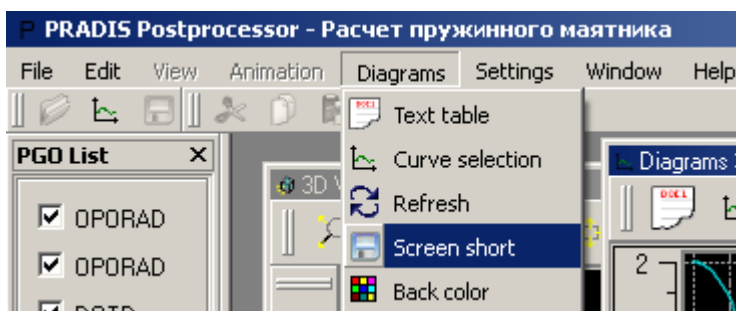 PRADIS Postprocessor - Расчет пружинного маятника
File Edit View Animation Diagrams Settings Window Help
Text table
PGO List X
Curve selection
Diagrams
3D
Refresh
OPORAD
Screen short
OPORAD
2
Back color